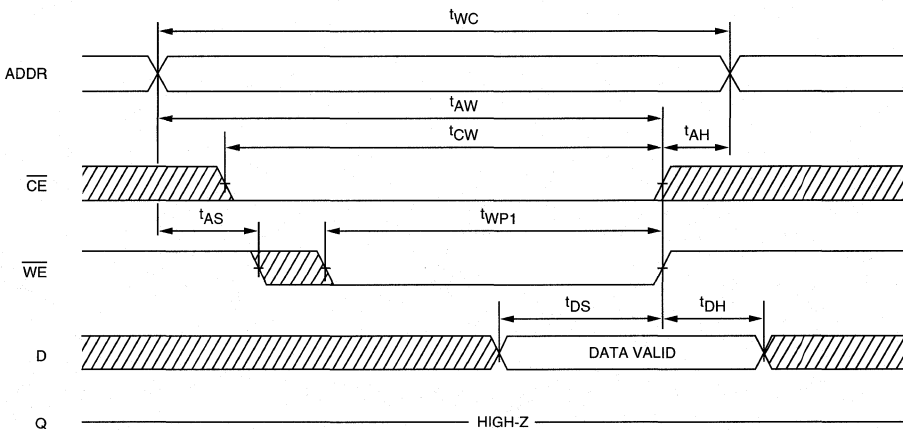 tWC
ADDR
tAW
tCW
tAH
CE
tAS
tWP1
WE
tDS
tDH
D
DATA VALID
Q
HIGH-Z